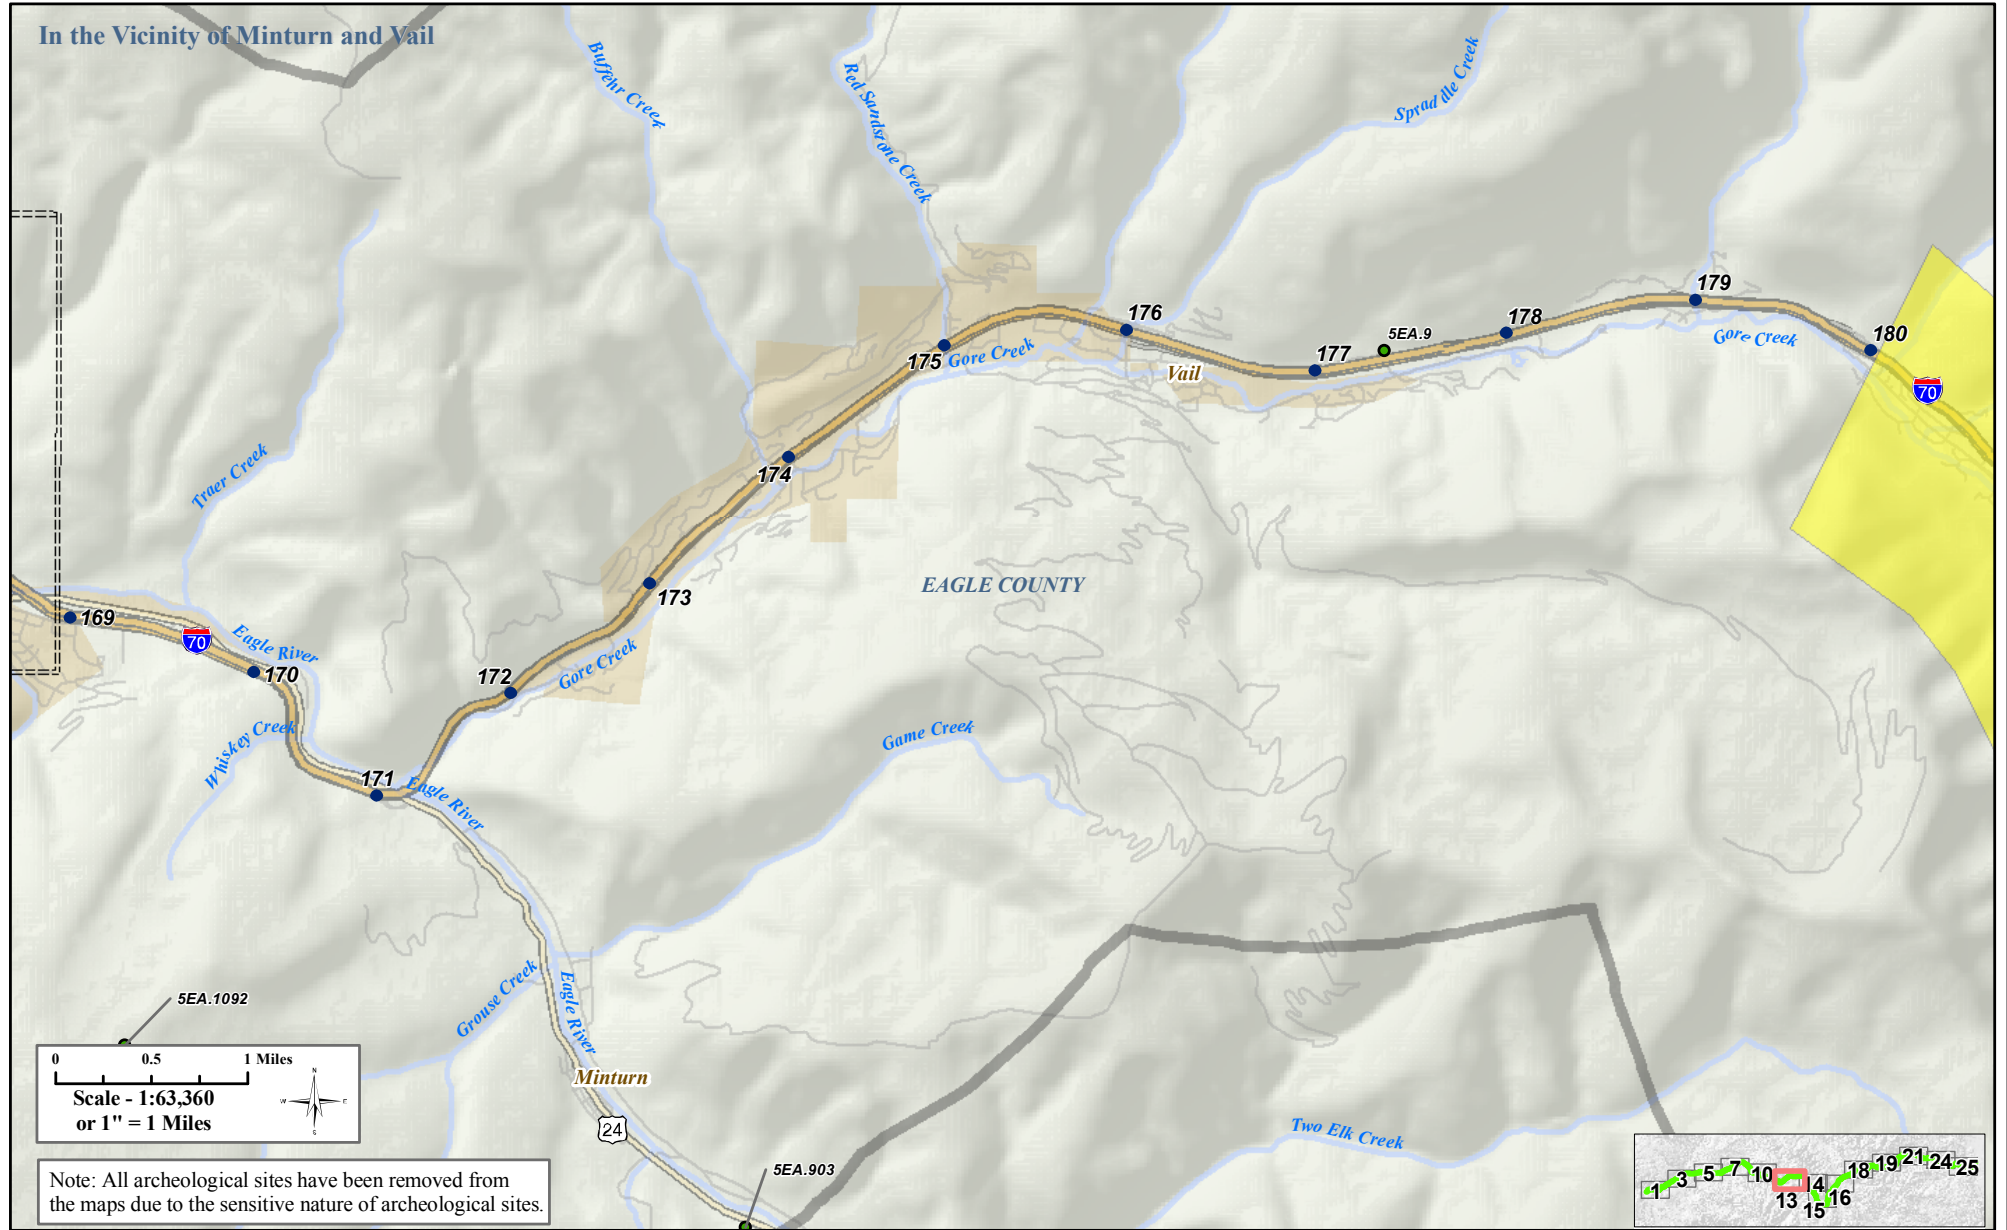 In the Vicinity of Minturn and Vail
Buffehr Creek
Red Sandstone Creek
Sprad dle Creek
179
176
178
180
5EA.9
175
Gore Creek
177
Gore Creek
Vail
70
Traer Creek
174
EAGLE COUNTY
173
169
70
Eagle River
170
172
Gore Creek
Whiskey Creek
Game Creek
171
Eagle River
5EA.1092
Grouse Creek
Eagle River
0 0.5 1 Miles
Scale - 1:63,360
or 1" = 1 Miles
N
W E
S
Minturn
24
Two Elk Creek
5EA.903
Note: All archeological sites have been removed from
the maps due to the sensitive nature of archeological sites.
1 3 5 7 10 13 14 15 16 18 19 21 24 25